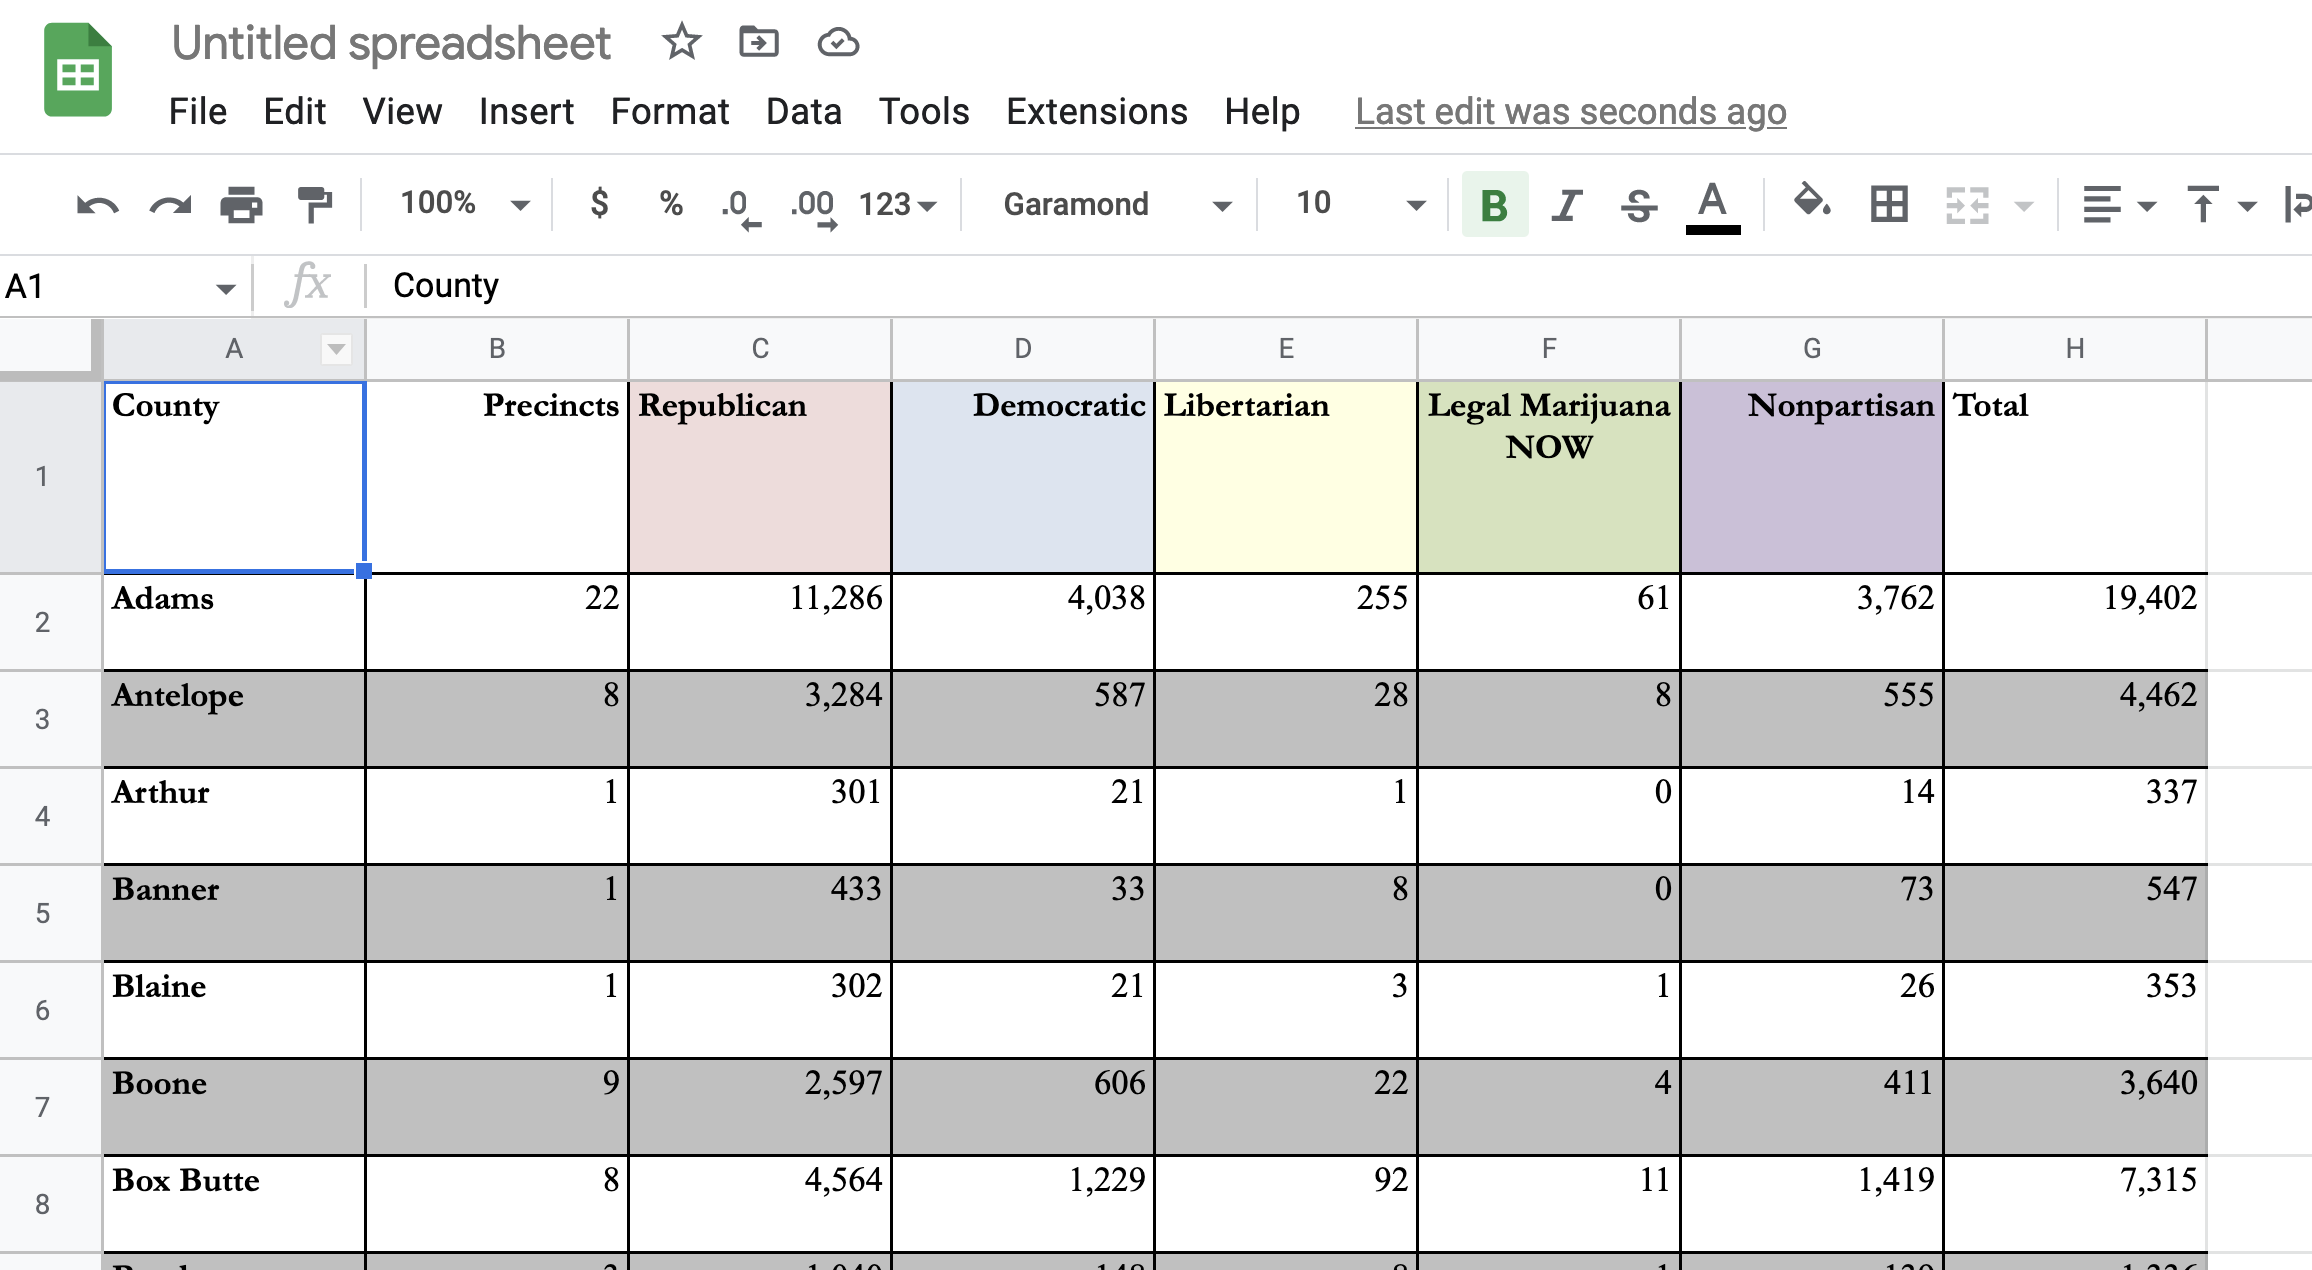 Untitled spreadsheet
File Edit View Insert Format Data Tools Extensions Help Last edit was seconds ago
100% $ % .0 .00 123 Garamond 10 B I S A
A1 fx County
A B C D E F G H
1 County Precincts Republican Democratic Libertarian Legal Marijuana NOW Nonpartisan Total
2 Adams 22 11,286 4,038 255 61 3,762 19,402
3 Antelope 8 3,284 587 28 8 555 4,462
4 Arthur 1 301 21 1 0 14 337
5 Banner 1 433 33 8 0 73 547
6 Blaine 1 302 21 3 1 26 353
7 Boone 9 2,597 606 22 4 411 3,640
8 Box Butte 8 4,564 1,229 92 11 1,419 7,315